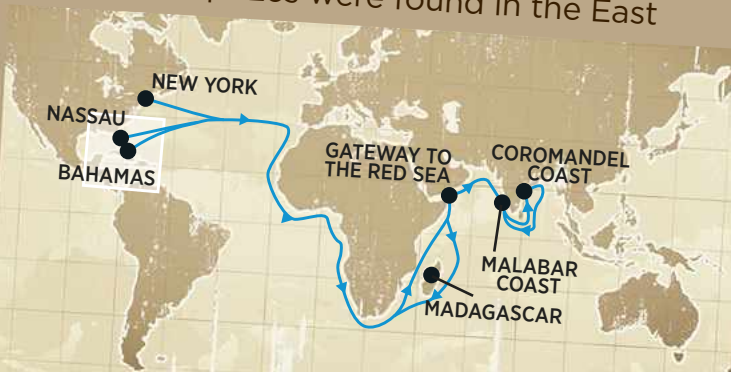 ss were found in the East
NEW YORK
NASSAU
BAHAMAS
GATEWAY TO
THE RED SEA
COROMANDEL
COAST
MALABAR
COAST
MADAGASCAR